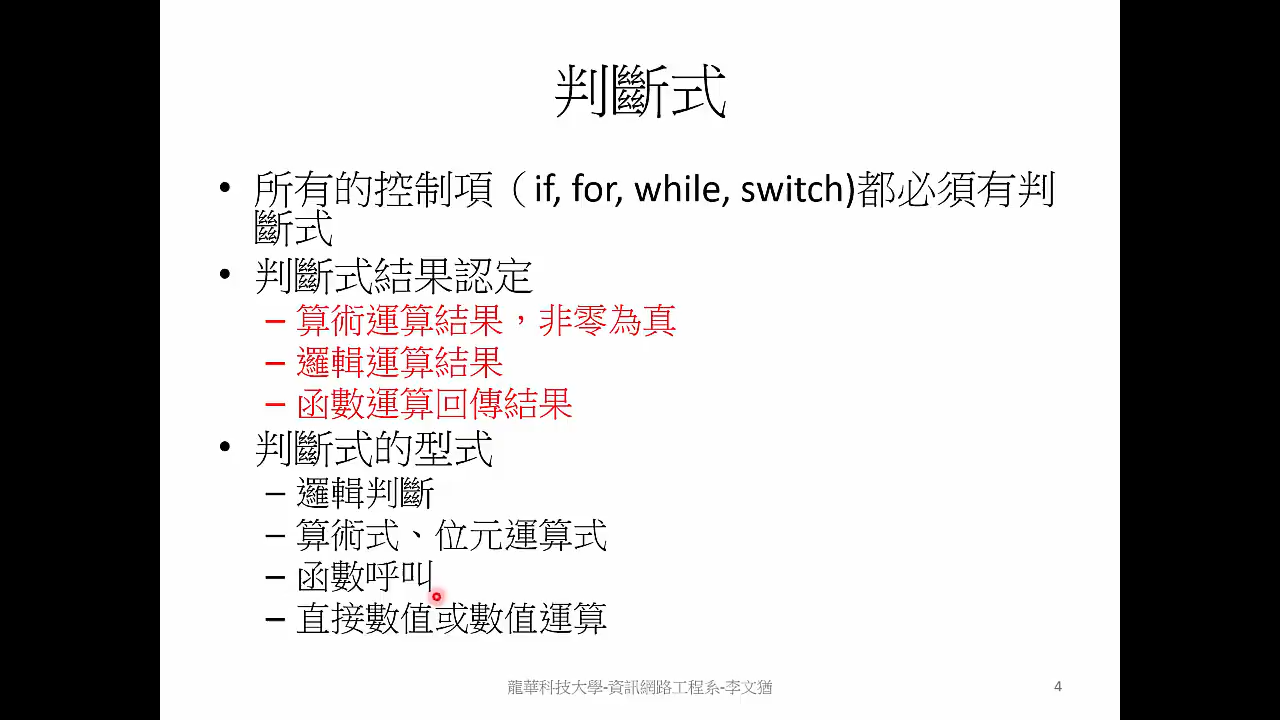 判斷式
• 所有的控制項（if, for, while, switch)都必須有判
斷式
• 判斷式結果認定
– 算術運算結果，非零為真
– 邏輯運算結果
– 函數運算回傳結果
• 判斷式的型式
– 邏輯判斷
– 算術式、位元運算式
– 函數呼叫
– 直接數值或數值運算
龍華科技大學-資訊網路工程系-李文猶
4